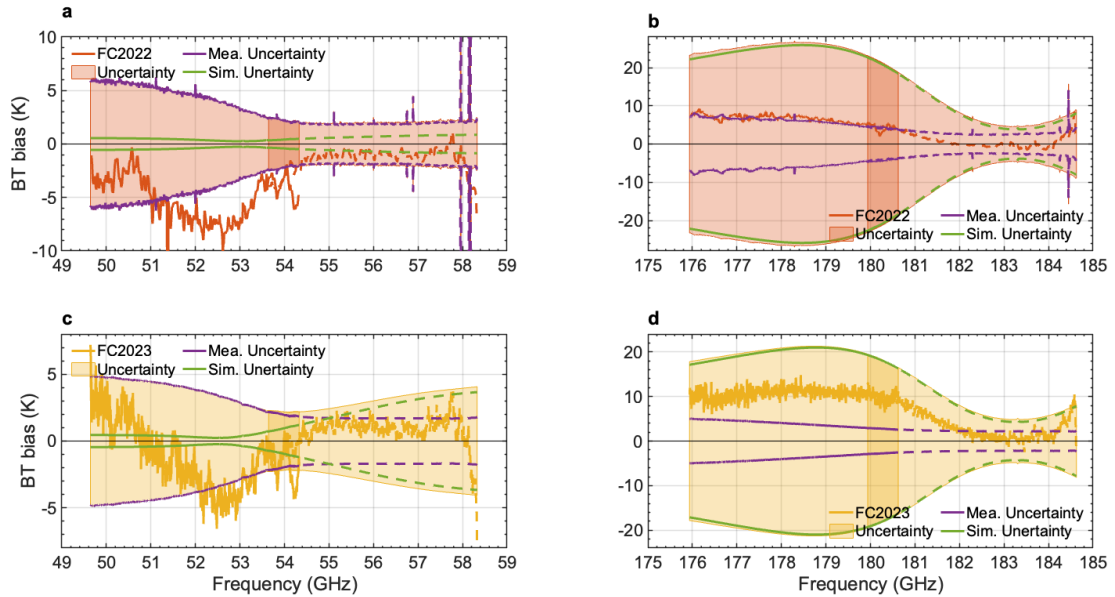 a
10
5
0
-5
-10
BT bias (K)
FC2022 Mea. Uncertainty
Uncertainty Sim. Unertainty
49 50 51 52 53 54 55 56 57 58 59
b
20
10
0
-10
-20
FC2022 Mea. Uncertainty
Uncertainty Sim. Unertainty
175 176 177 178 179 180 181 182 183 184 185
c
5
0
-5
BT bias (K)
FC2023 Mea. Uncertainty
Uncertainty Sim. Unertainty
49 50 51 52 53 54 55 56 57 58 59
Frequency (GHz)
d
20
10
0
-10
-20
FC2023 Mea. Uncertainty
Uncertainty Sim. Unertainty
175 176 177 178 179 180 181 182 183 184 185
Frequency (GHz)